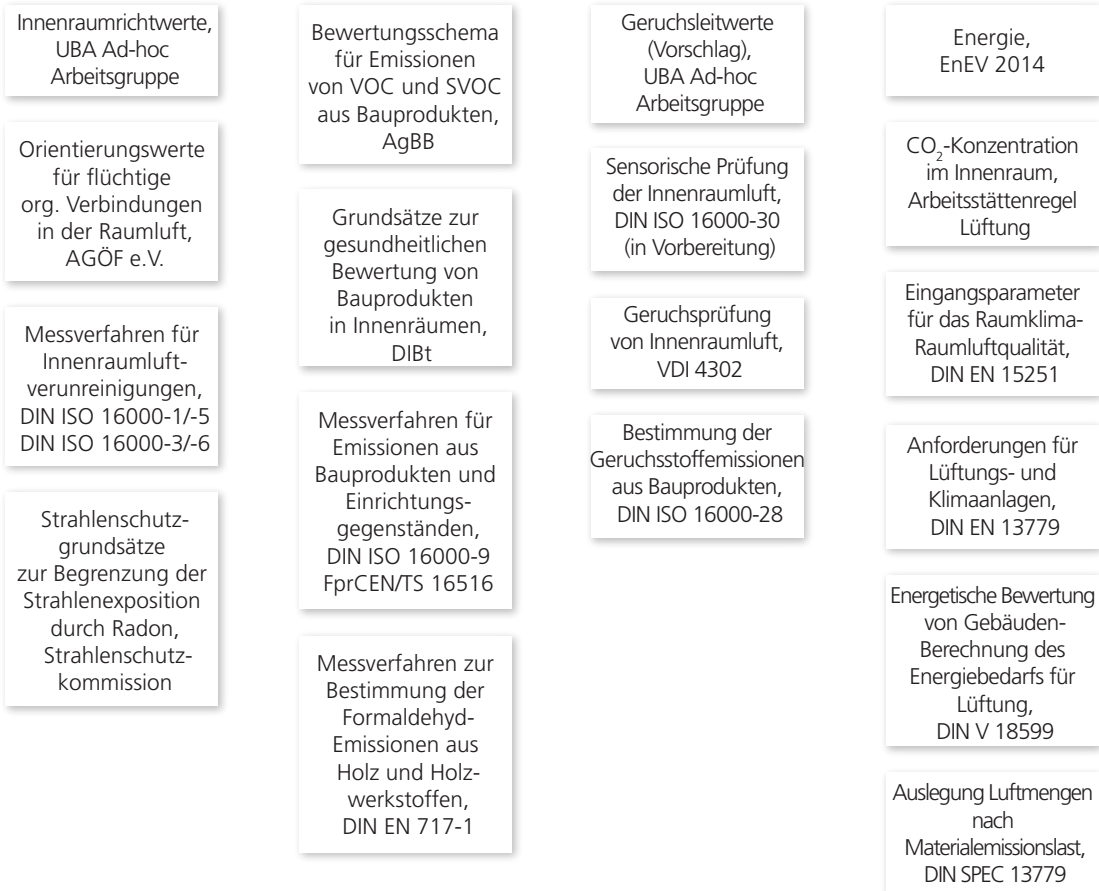 Innenraumrichtwerte,
UBA Ad-hoc
Arbeitsgruppe
Orientierungswerte
für flüchtige
org. Verbindungen
in der Raumluft,
AGÖF e.V.
Messverfahren für
Innenraumluft-
verunreinigungen,
DIN ISO 16000-1/-5
DIN ISO 16000-3/-6
Strahlenschutz-
grundsätze
zur Begrenzung der
Strahlenexposition
durch Radon,
Strahlenschutz-
kommission
Bewertungsschema
für Emissionen
von VOC und SVOC
aus Bauprodukten,
AgBB
Grundsätze zur
gesundheitlichen
Bewertung von
Bauprodukten
in Innenräumen,
DIBt
Messverfahren für
Emissionen aus
Bauprodukten und
Einrichtungs-
gegenständen,
DIN ISO 16000-9
FprCEN/TS 16516
Messverfahren zur
Bestimmung der
Formaldehyd-
Emissionen aus
Holz und Holz-
werkstoffen,
DIN EN 717-1
Geruchsleitwerte
(Vorschlag),
UBA Ad-hoc
Arbeitsgruppe
Sensorische Prüfung
der Innenraumluft,
DIN ISO 16000-30
(in Vorbereitung)
Geruchsprüfung
von Innenraumluft,
VDI 4302
Bestimmung der
Geruchsstoffemissionen
aus Bauprodukten,
DIN ISO 16000-28
Energie,
EnEV 2014
CO₂-Konzentration
im Innenraum,
Arbeitsstättenregel
Lüftung
Eingangsparameter
für das Raumklima-
Raumluftqualität,
DIN EN 15251
Anforderungen für
Lüftungs- und
Klimaanlagen,
DIN EN 13779
Energetische Bewertung
von Gebäuden-
Berechnung des
Energiebedarfs für
Lüftung,
DIN V 18599
Auslegung Luftmengen
nach
Materialemissionslast,
DIN SPEC 13779